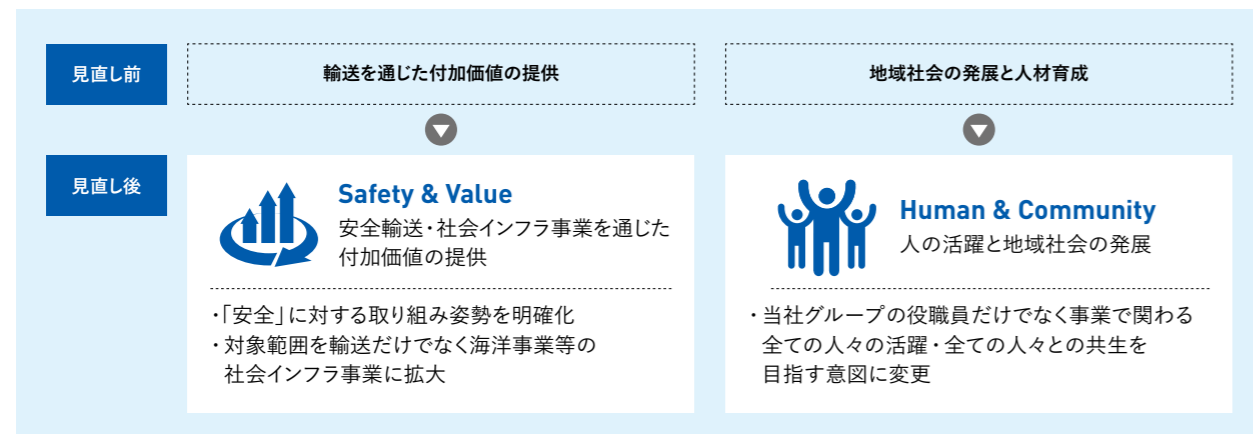 見直し前
輸送を通じた付加価値の提供
地域社会の発展と人材育成
見直し後
Safety & Value
安全輸送・社会インフラ事業を通じた
付加価値の提供
・「安全」に対する取り組み姿勢を明確化
・対象範囲を輸送だけでなく海洋事業等の
社会インフラ事業に拡大
Human & Community
人の活躍と地域社会の発展
・当社グループの役職員だけでなく事業で関わる
全ての人々の活躍・全ての人々との共生を
目指す意図に変更